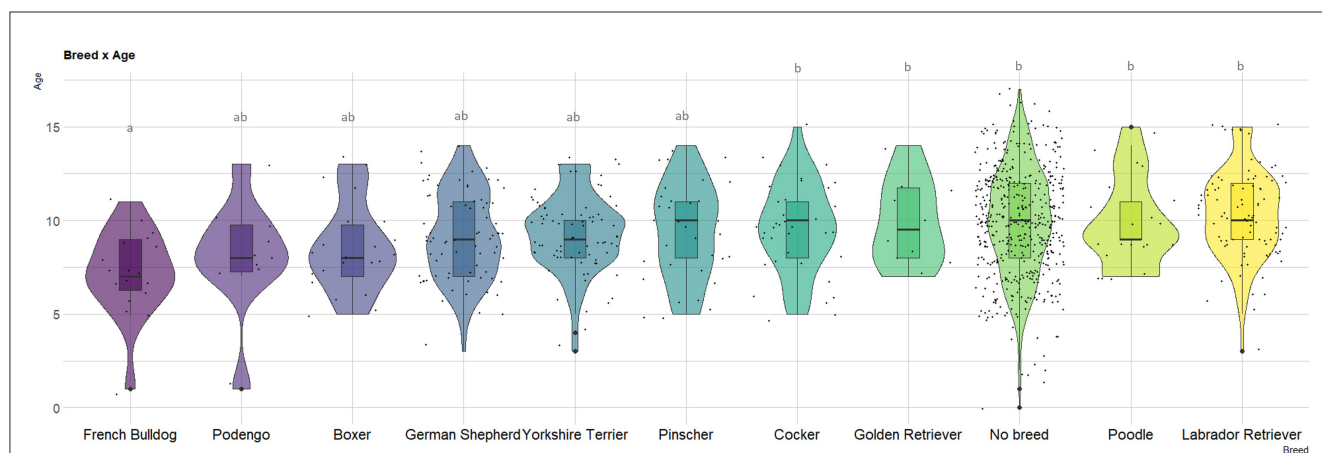 Breed x Age
Age
b b b b b
ab ab ab ab ab
a
15
10
5
0
French Bulldog Podengo Boxer German Shepherd Yorkshire Terrier Pinscher Cocker Golden Retriever No breed Poodle Labrador Retriever
Breed